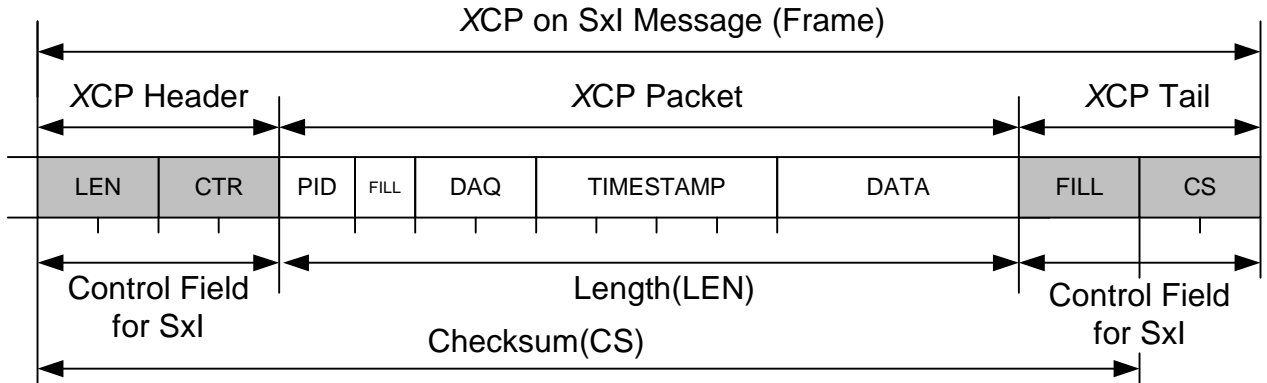 XCP on SxI Message (Frame)
XCP Header XCP Packet XCP Tail
LEN CTR PID FILL DAQ TIMESTAMP DATA FILL CS
Control Field
for SxI
Length(LEN)
Control Field
for SxI
Checksum(CS)